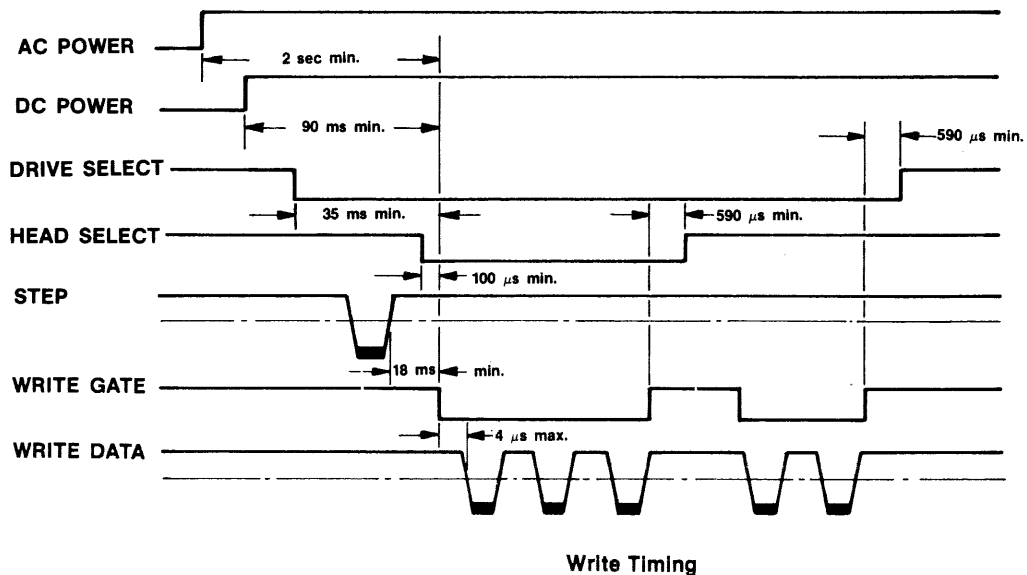 AC POWER
2 sec min.
DC POWER
90 ms min.
590 μs min.
DRIVE SELECT
35 ms min.
590 μs min.
HEAD SELECT
100 μs min.
STEP
18 ms min.
WRITE GATE
4 μs max.
WRITE DATA
Write Timing